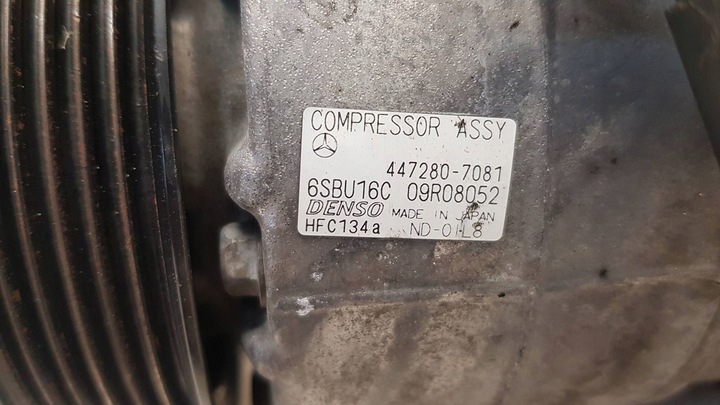 COMPRESSOR ASSY
447280-7081
6SBU16C 09R08052
DENSO MADE IN JAPAN
HFC134a ND-OIL8